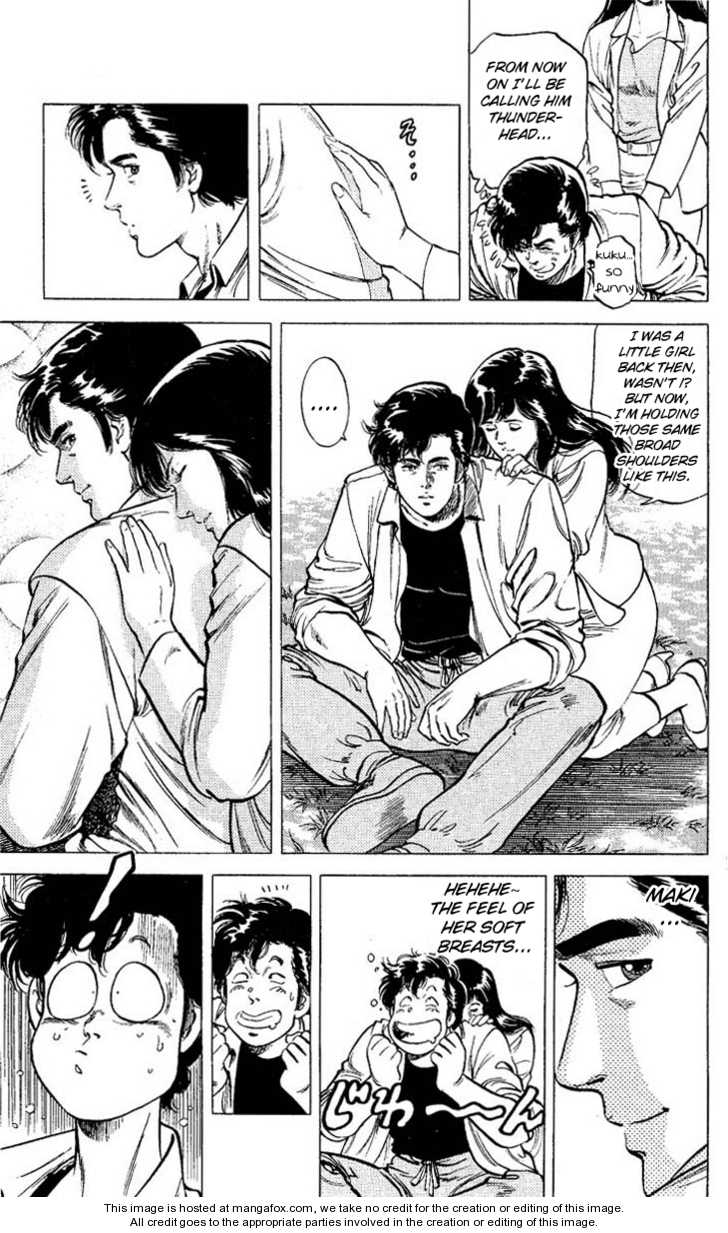 FROM NOW
ON I'LL BE
CALLING HIM
THUNDER-
HEAD...
KUKU...
SO
FUNNY
そ...
I WAS A
LITTLE GIRL
BACK THEN,
WASN'T I?
BUT NOW,
I'M HOLDING
THOSE SAME
BROAD
SHOULDERS
LIKE THIS.
....
MAKI
...
HEHEHE~
THE FEEL OF
HER SOFT
BREASTS...
じわ～～ん
!
This image is hosted at mangafox.com, we take no credit for the creation or editing of this image.
All credit goes to the appropriate parties involved in the creation or editing of this image.